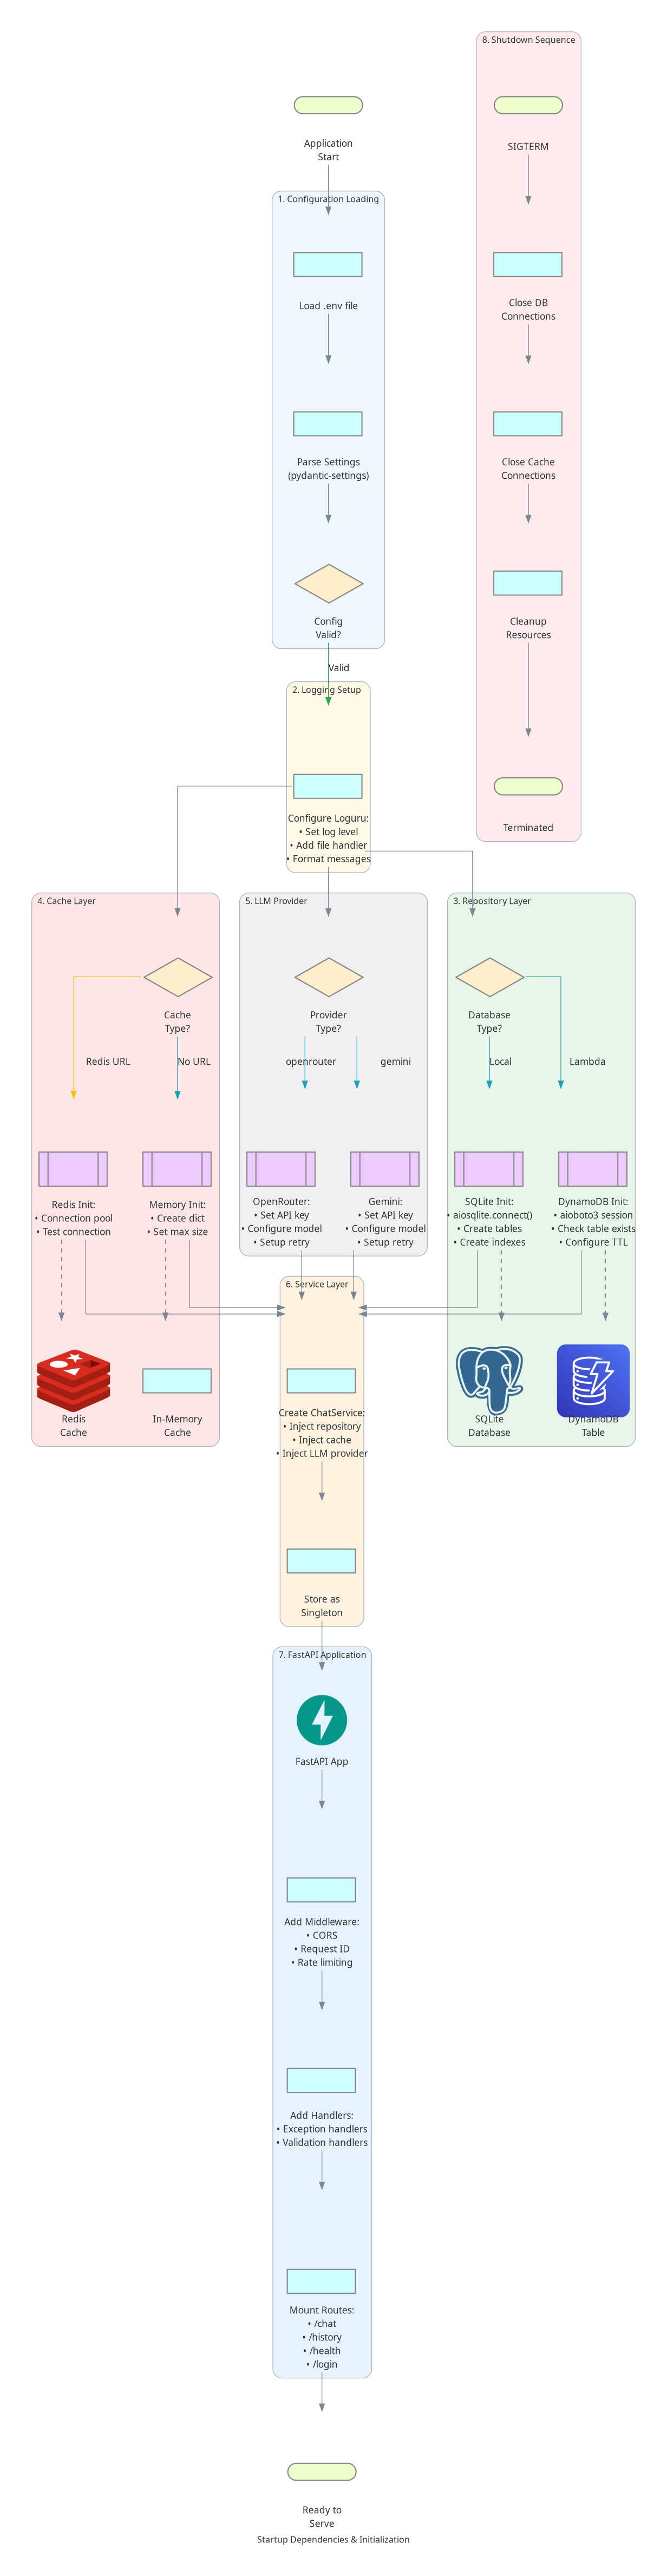 8. Shutdown Sequence
Application
Start
SIGTERM
1. Configuration Loading
Load .env file
Close DB
Connections
Parse Settings
(pydantic-settings)
Close Cache
Connections
Config
Valid?
Cleanup
Resources
Valid
2. Logging Setup
Configure Loguru:
• Set log level
• Add file handler
• Format messages
Terminated
4. Cache Layer
5. LLM Provider
3. Repository Layer
Cache
Type?
Provider
Type?
Database
Type?
Redis URL
No URL
openrouter
gemini
Local
Lambda
Redis Init:
• Connection pool
• Test connection
Memory Init:
• Create dict
• Set max size
OpenRouter:
• Set API key
• Configure model
• Setup retry
Gemini:
• Set API key
• Configure model
• Setup retry
SQLite Init:
• aiosqlite.connect()
• Create tables
• Create indexes
DynamoDB Init:
• aioboto3 session
• Check table exists
• Configure TTL
6. Service Layer
Redis
Cache
In-Memory
Cache
Create ChatService:
• Inject repository
• Inject cache
• Inject LLM provider
SQLite
Database
DynamoDB
Table
Store as
Singleton
7. FastAPI Application
FastAPI App
Add Middleware:
• CORS
• Request ID
• Rate limiting
Add Handlers:
• Exception handlers
• Validation handlers
Mount Routes:
• /chat
• /history
• /health
• /login
Ready to
Serve
Startup Dependencies & Initialization